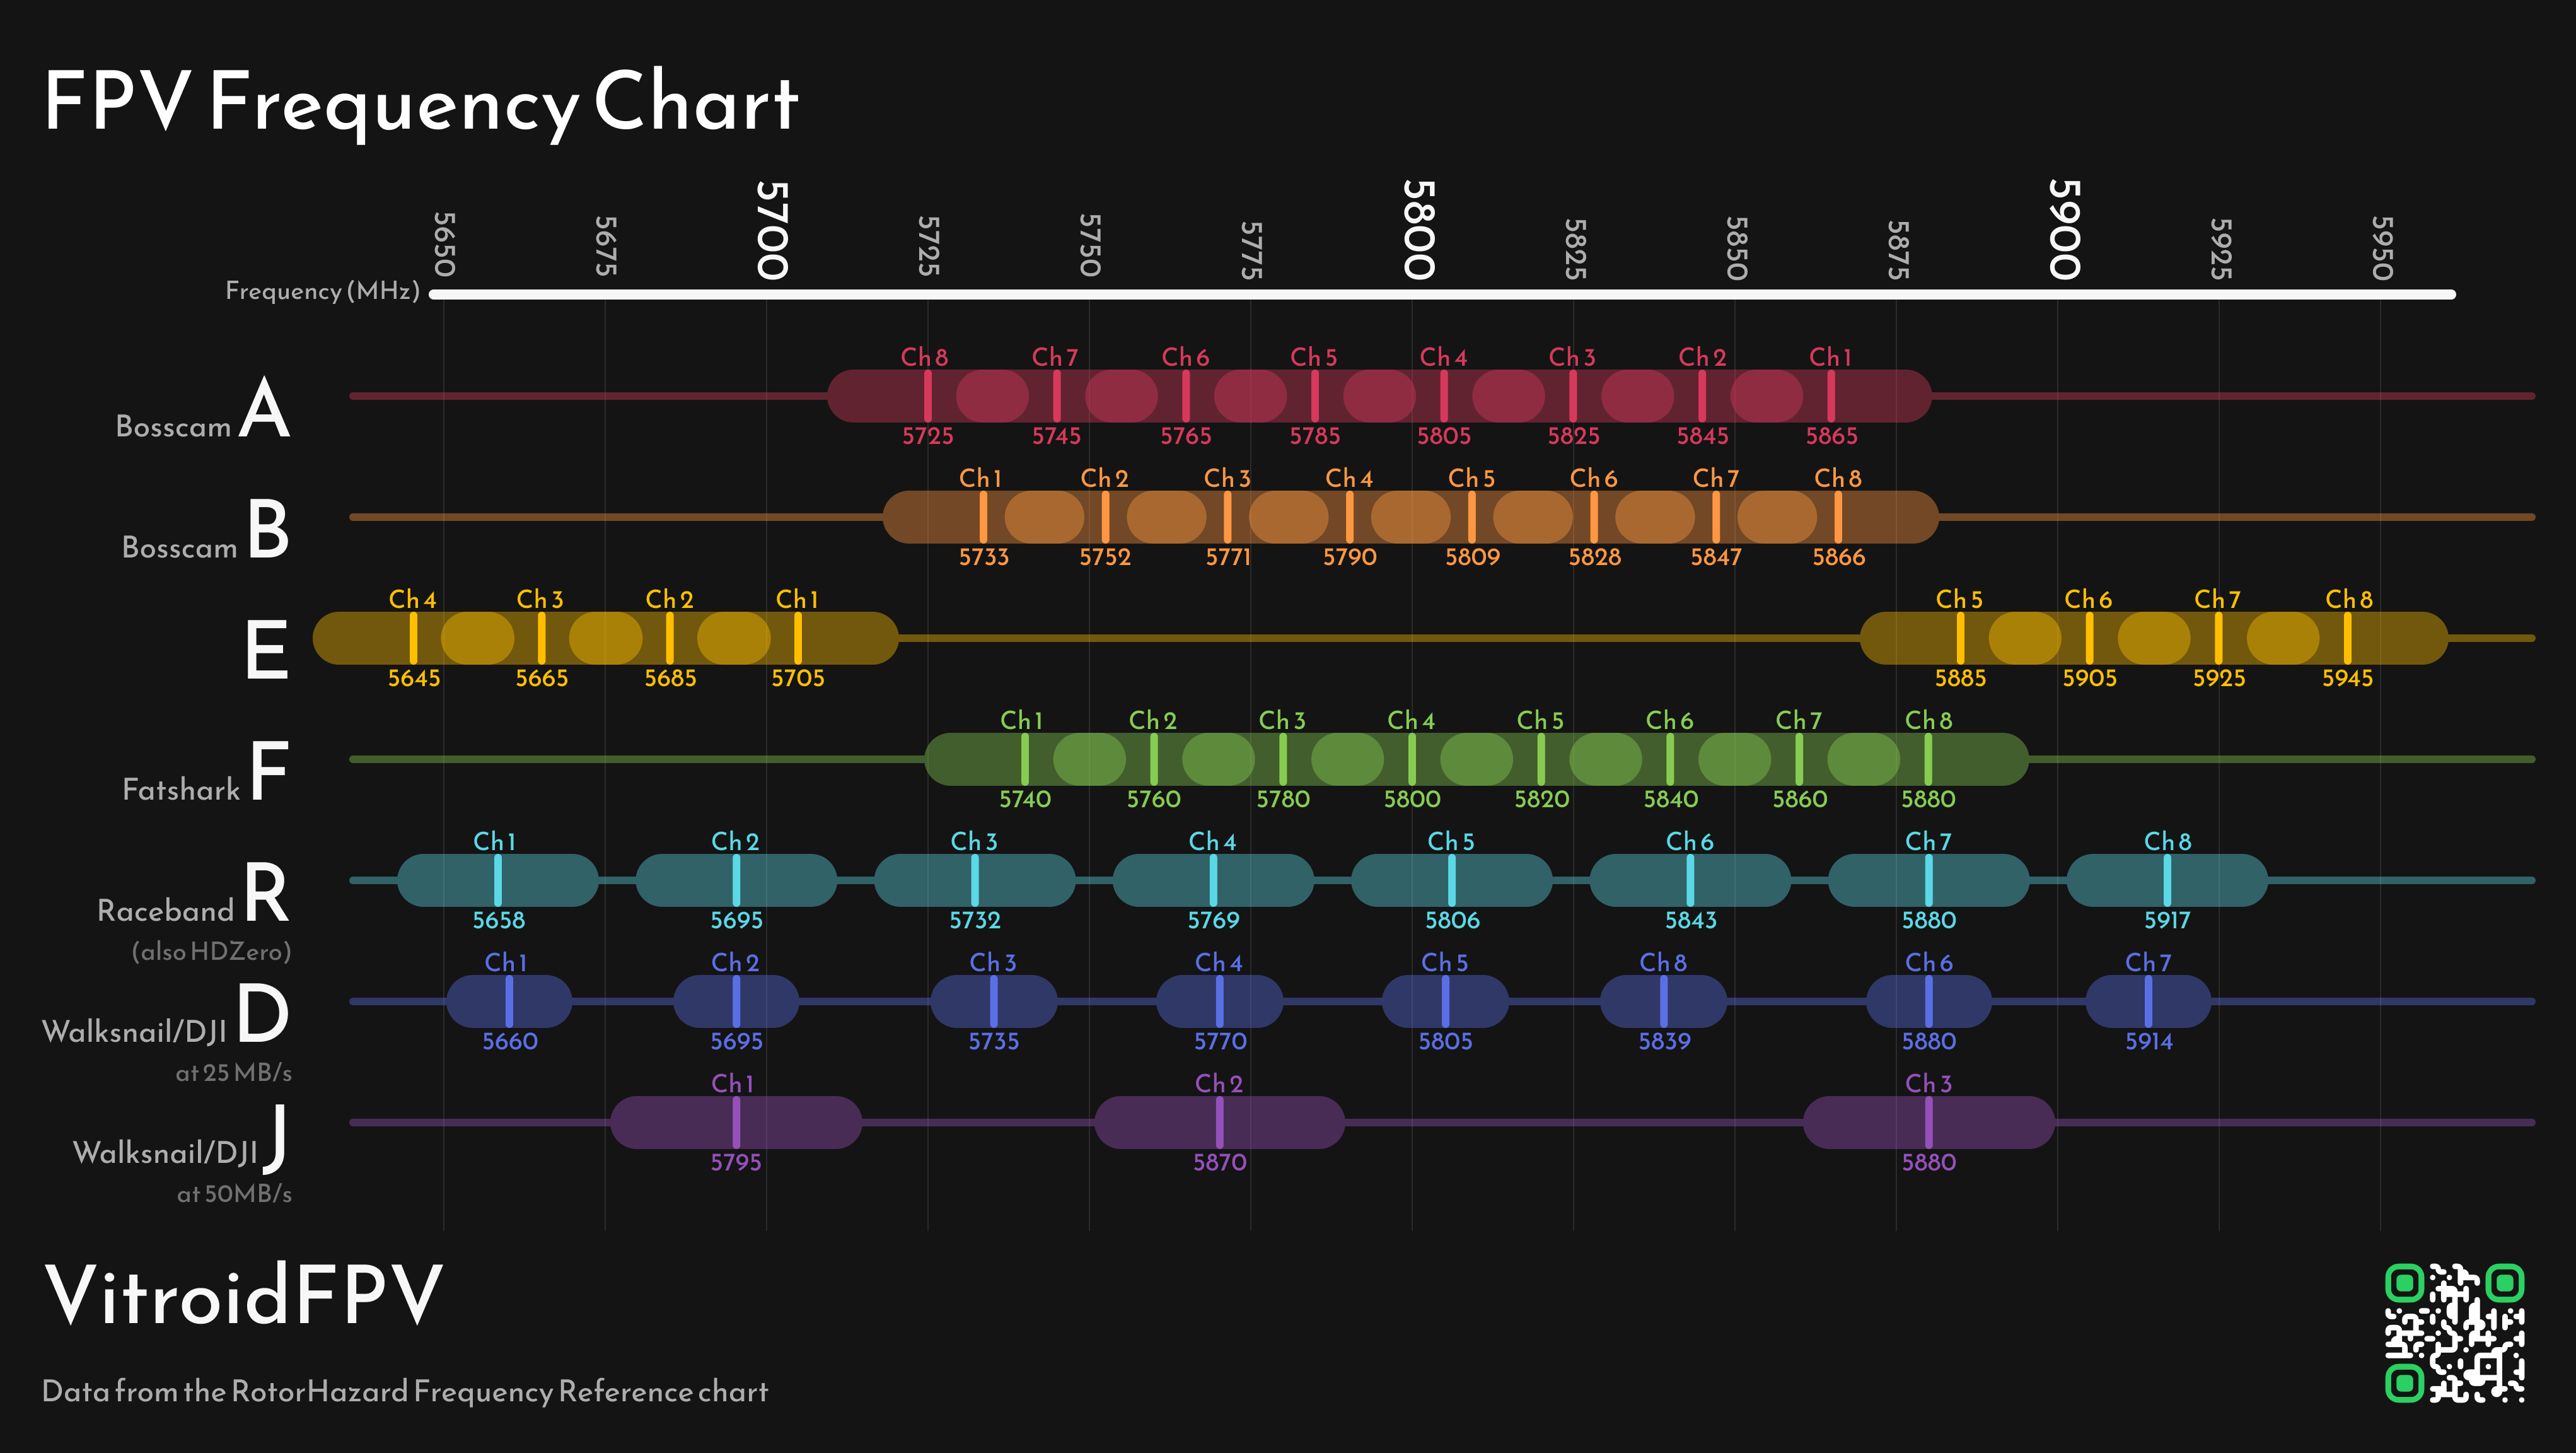 FPV Frequency Chart
5650 5675 5700 5725 5750 5775 5800 5825 5850 5875 5900 5925 5950
Frequency (MHz)
Ch 8 Ch 7 Ch 6 Ch 5 Ch 4 Ch 3 Ch 2 Ch 1
Bosscam A
5725 5745 5765 5785 5805 5825 5845 5865
Ch 1 Ch 2 Ch 3 Ch 4 Ch 5 Ch 6 Ch 7 Ch 8
Bosscam B
5733 5752 5771 5790 5809 5828 5847 5866
Ch 4 Ch 3 Ch 2 Ch 1 Ch 5 Ch 6 Ch 7 Ch 8
E
5645 5665 5685 5705 5885 5905 5925 5945
Ch 1 Ch 2 Ch 3 Ch 4 Ch 5 Ch 6 Ch 7 Ch 8
Fatshark F
5740 5760 5780 5800 5820 5840 5860 5880
Ch 1 Ch 2 Ch 3 Ch 4 Ch 5 Ch 6 Ch 7 Ch 8
Raceband R
5658 5695 5732 5769 5806 5843 5880 5917
(also HDZero)
Ch 1 Ch 2 Ch 3 Ch 4 Ch 5 Ch 8 Ch 6 Ch 7
Walksnail/DJI D
5660 5695 5735 5770 5805 5839 5880 5914
at 25 MB/s
Ch 1 Ch 2 Ch 3
Walksnail/DJI J
5795 5870 5880
at 50MB/s
VitroidFPV
Data from the RotorHazard Frequency Reference chart